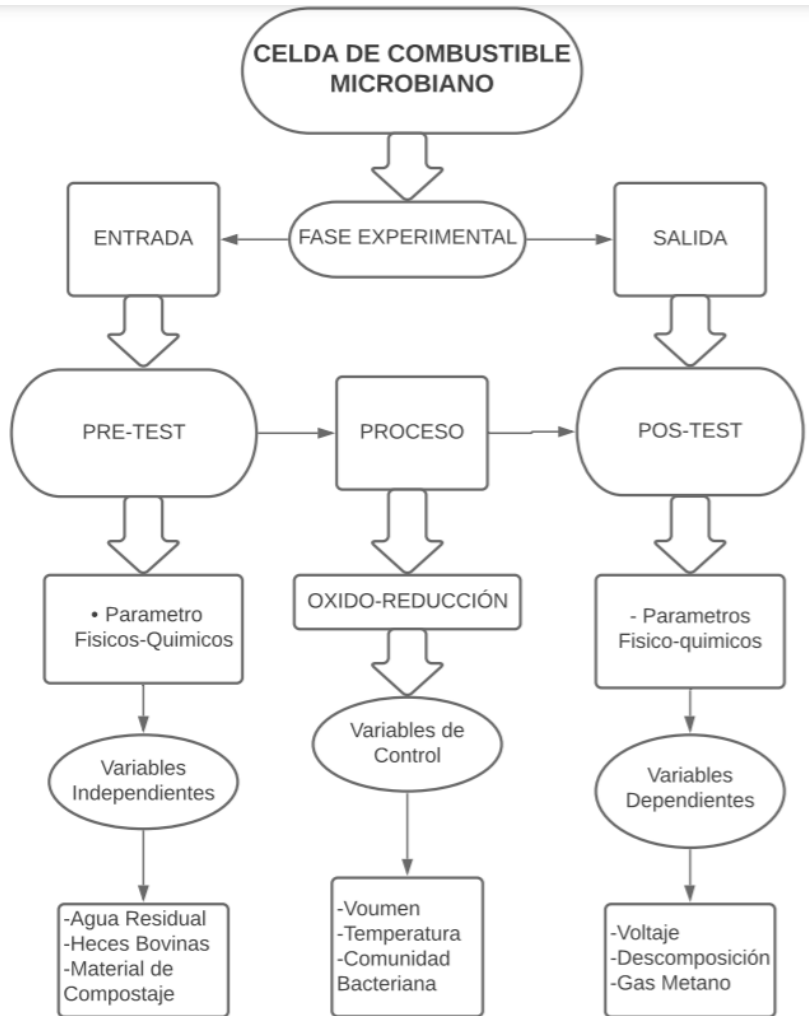 CELDA DE COMBUSTIBLE
MICROBIANO
ENTRADA
FASE EXPERIMENTAL
SALIDA
PRE-TEST
PROCESO
POS-TEST
• Parametro
Fisicos-Quimicos
OXIDO-REDUCCIÓN
- Parametros
Fisico-quimicos
Variables
Independientes
Variables de
Control
Variables
Dependientes
-Agua Residual
-Heces Bovinas
-Material de
Compostaje
-Voumen
-Temperatura
-Comunidad
Bacteriana
-Voltaje
-Descomposición
-Gas Metano